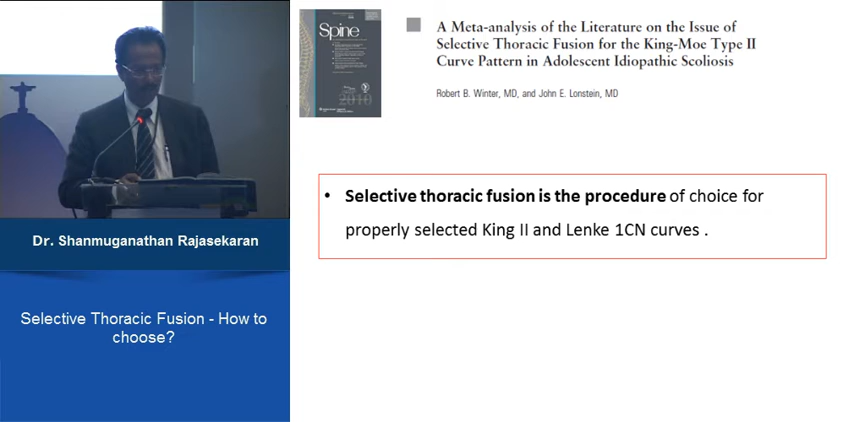 Spine
2010
A Meta-analysis of the Literature on the Issue of
Selective Thoracic Fusion for the King-Moe Type II
Curve Pattern in Adolescent Idiopathic Scoliosis
Robert B. Winter, MD, and John E. Lonstein, MD
• Selective thoracic fusion is the procedure of choice for
properly selected King II and Lenke 1CN curves .
Dr. Shanmuganathan Rajasekaran
Selective Thoracic Fusion - How to
choose?